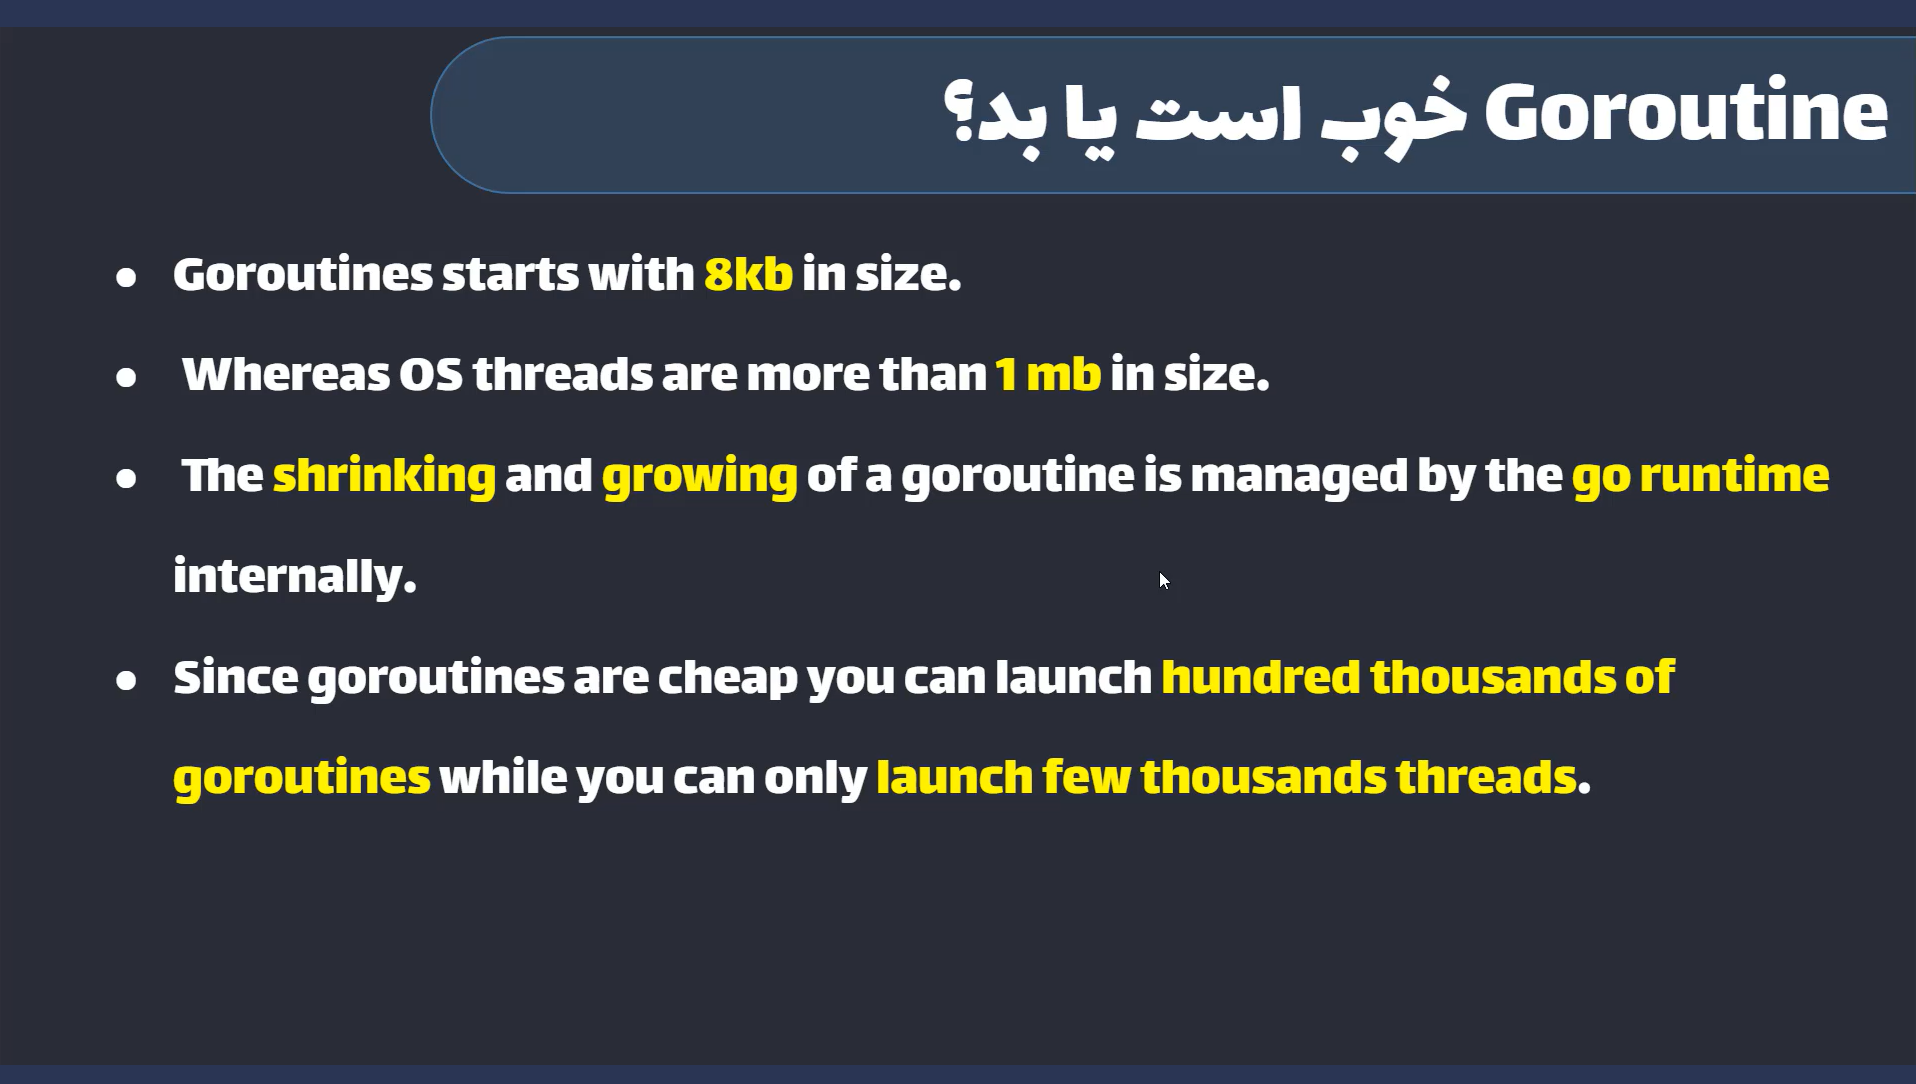 Goroutine خوب است یا بد؟
● Goroutines starts with 8kb in size.
● Whereas OS threads are more than 1 mb in size.
● The shrinking and growing of a goroutine is managed by the go runtime
internally.
● Since goroutines are cheap you can launch hundred thousands of
goroutines while you can only launch few thousands threads.